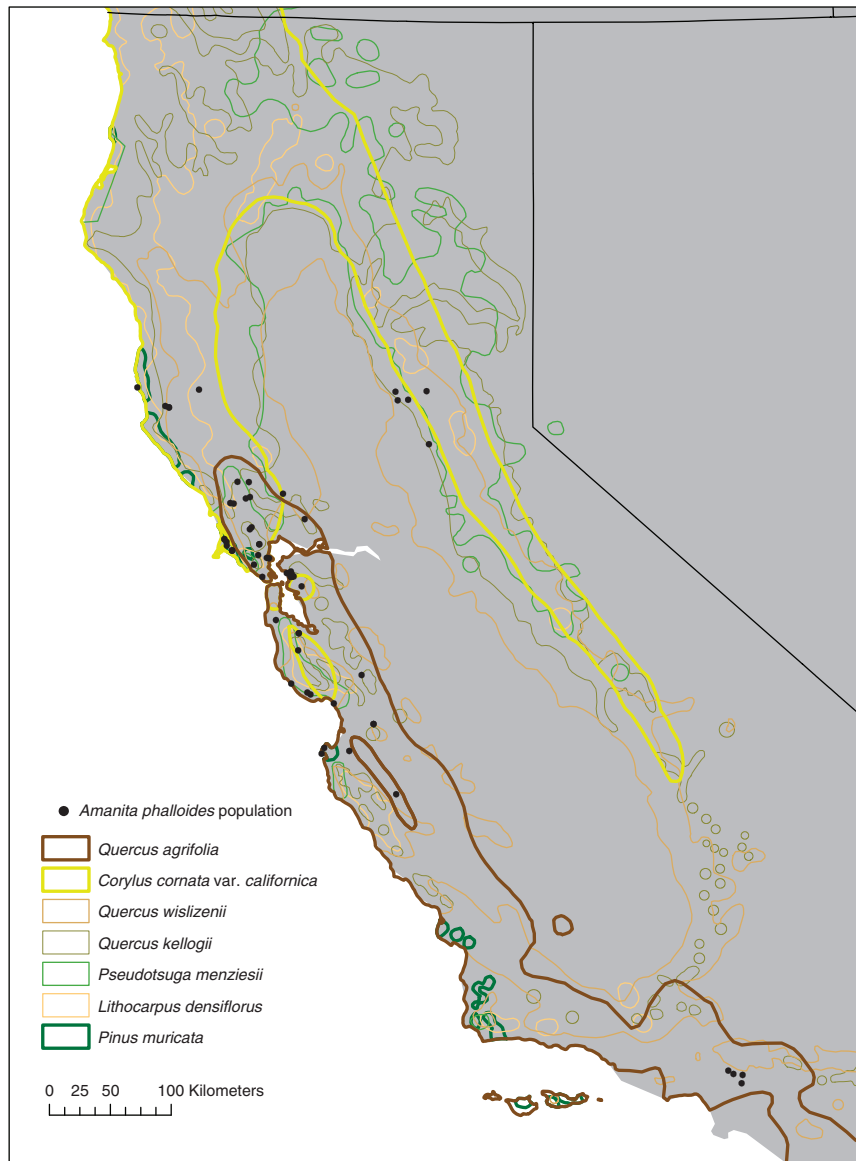 Amanita phalloides population
Quercus agrifolia
Corylus cornata var. californica
Quercus wislizenii
Quercus kellogii
Pseudotsuga menziesii
Lithocarpus densiflorus
Pinus muricata
0 25 50 100 Kilometers